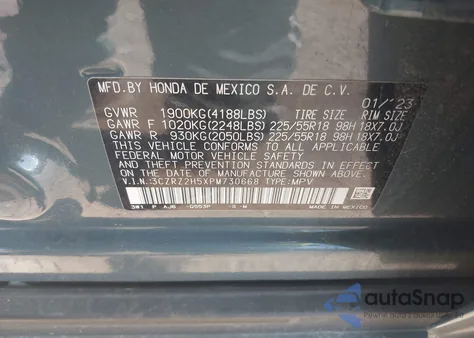 MFD.BY HONDA DE MEXICO S.A. DE C.V.
01/'23
GVWR 1900KG(4188LBS) TIRE SIZE RIM SIZE
GAWR F 1020KG(2248LBS) 225/55R18 98H 18X7.0J
GAWR R 930KG(2050LBS) 225/55R18 98H 18X7.0J
THIS VEHICLE CONFORMS TO ALL APPLICABLE
FEDERAL MOTOR VEHICLE SAFETY
STANDARDS IN EFFECT ON THE
DATE OF MANUFACTURE SHOWN ABOVE.
V.I.N.:3CZRZ2H5XPM730668 TYPE:MPV
MADE IN MEXICO
autoSnap